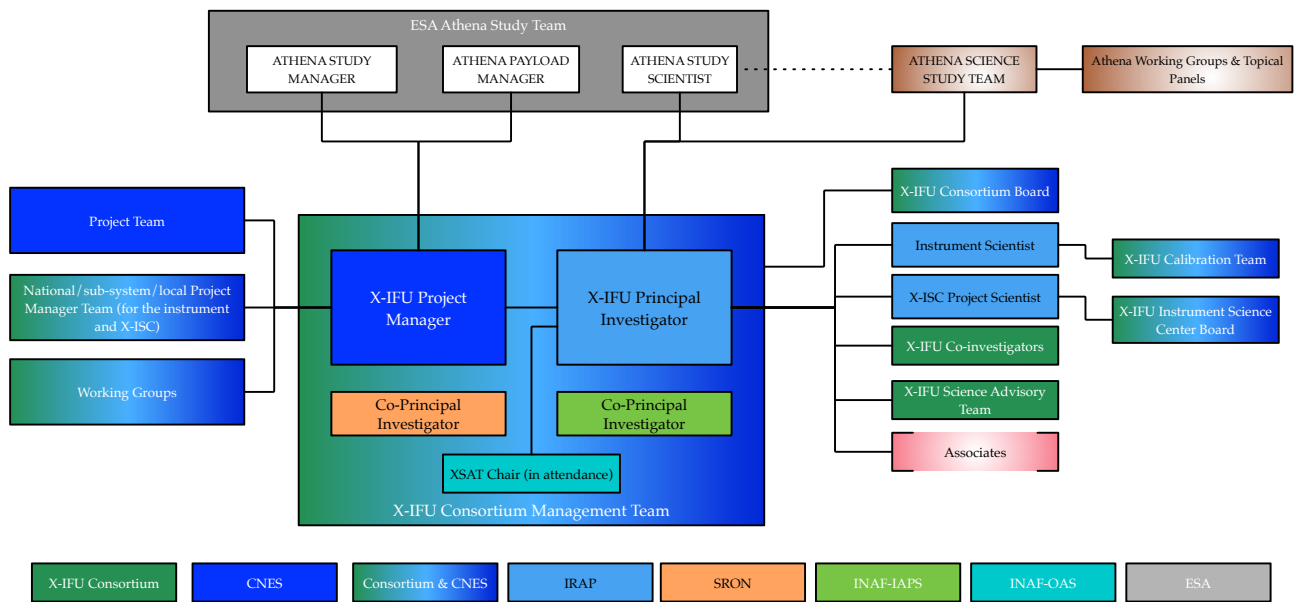 ESA Athena Study Team
ATHENA STUDY
MANAGER
ATHENA PAYLOAD
MANAGER
ATHENA STUDY
SCIENTIST
ATHENA SCIENCE
STUDY TEAM
Athena Working Groups & Topical
Panels
Project Team
National/sub-system/local Project
Manager Team (for the instrument
and X-ISC)
Working Groups
X-IFU Project
Manager
X-IFU Principal
Investigator
Co-Principal
Investigator
Co-Principal
Investigator
XSAT Chair (in attendance)
X-IFU Consortium Management Team
X-IFU Consortium Board
Instrument Scientist
X-IFU Calibration Team
X-ISC Project Scientist
X-IFU Instrument Science
Center Board
X-IFU Co-investigators
X-IFU Science Advisory
Team
Associates
X-IFU Consortium
CNES
Consortium & CNES
IRAP
SRON
INAF-IAPS
INAF-OAS
ESA